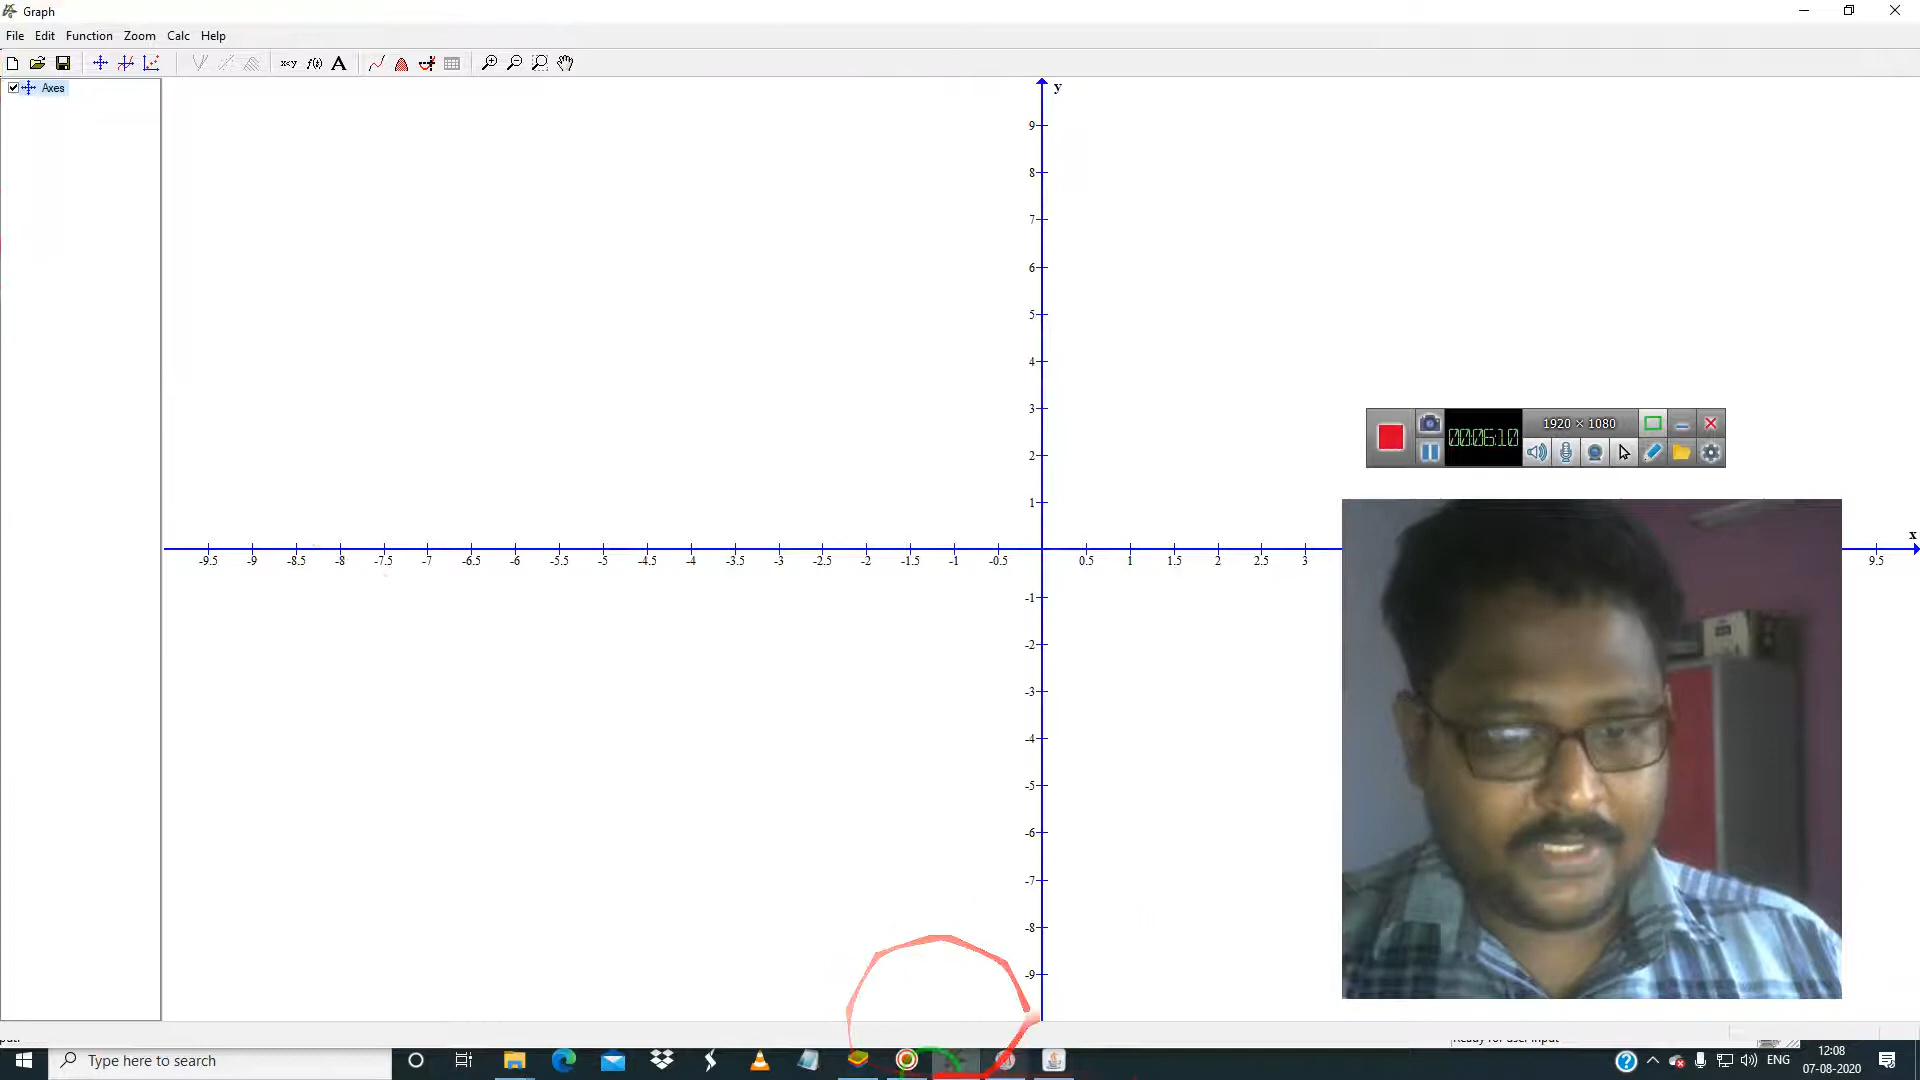 Graph
File Edit Function Zoom Calc Help
x<y f(t) A
Axes
y
9
8
7
6
5
4
3
2
1
x
-9.5 -9 -8.5 -8 -7.5 -7 -6.5 -6 -5.5 -5 -4.5 -4 -3.5 -3 -2.5 -2 -1.5 -1 -0.5 0.5 1 1.5 2 2.5 3 9.5
-1
-2
-3
-4
-5
-6
-7
-8
-9
1920 × 1080
00:06:10
Type here to search
ENG
12:08
07-08-2020